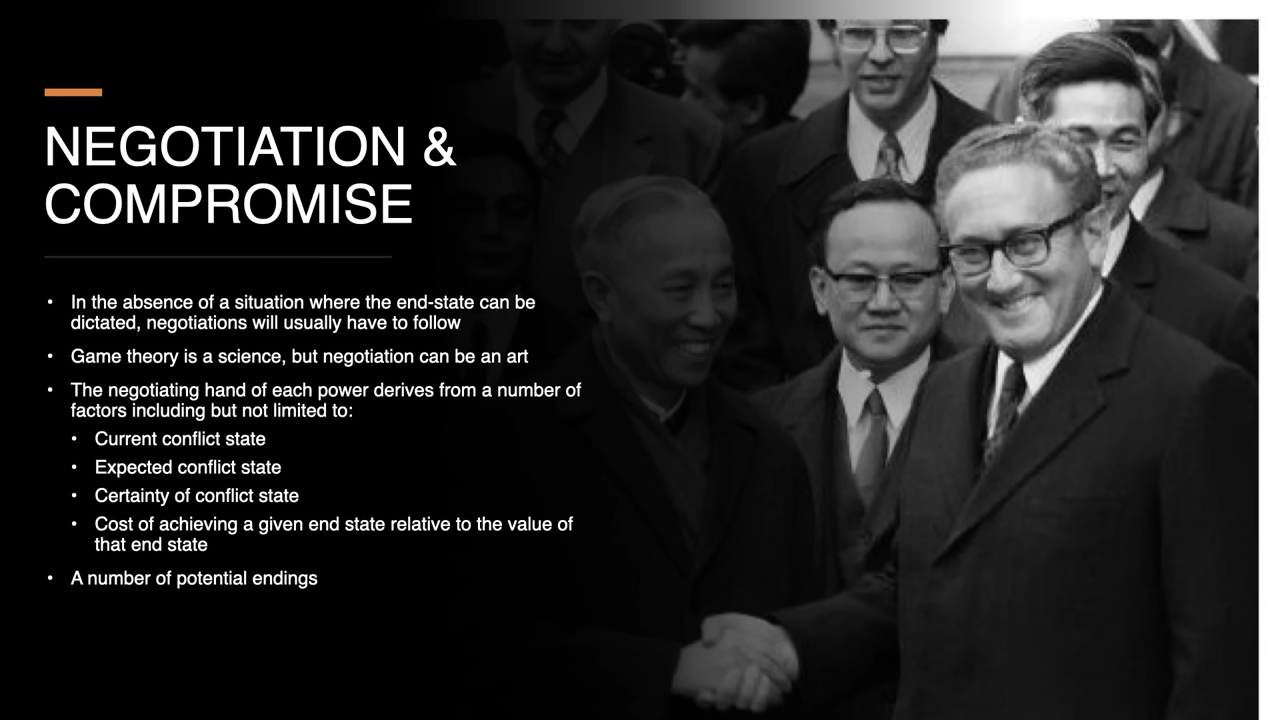 NEGOTIATION &
COMPROMISE
• In the absence of a situation where the end-state can be
dictated, negotiations will usually have to follow
• Game theory is a science, but negotiation can be an art
• The negotiating hand of each power derives from a number of
factors including but not limited to:
• Current conflict state
• Expected conflict state
• Certainty of conflict state
• Cost of achieving a given end state relative to the value of
that end state
• A number of potential endings